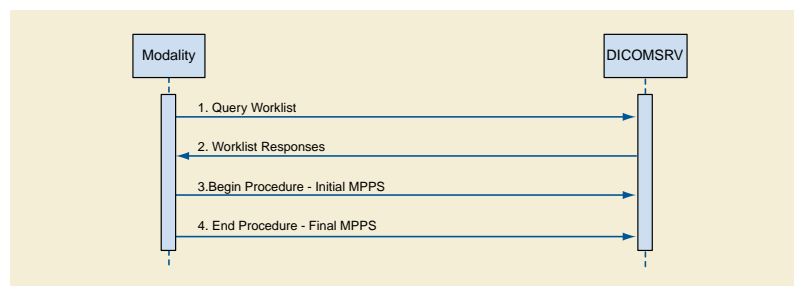 Modality
DICOMSRV
1. Query Worklist
2. Worklist Responses
3.Begin Procedure - Initial MPPS
4. End Procedure - Final MPPS